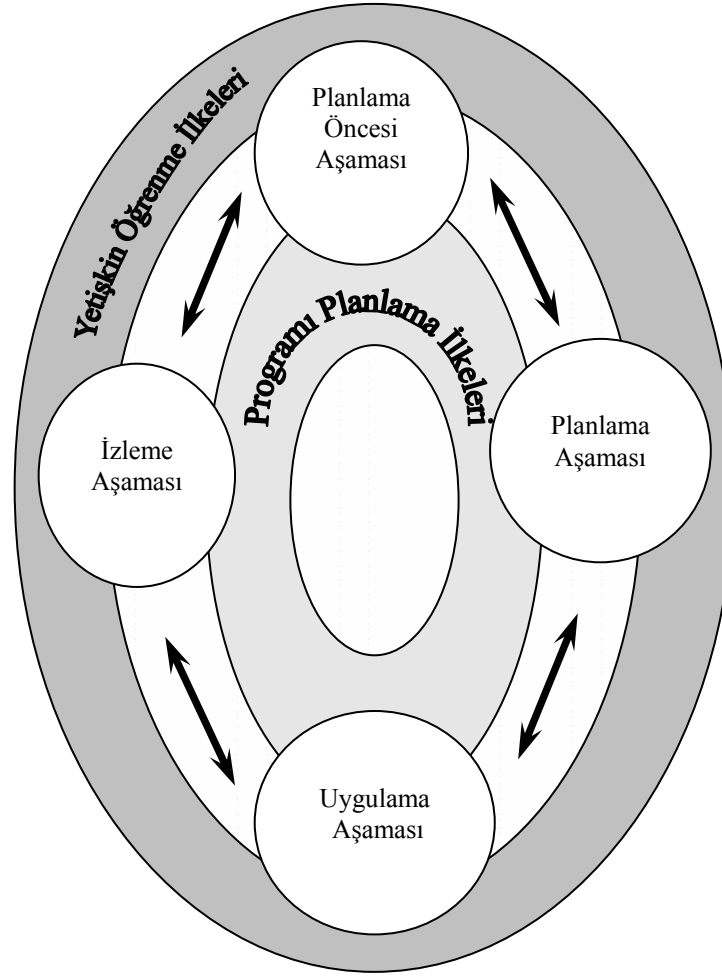 Yetişkin Öğrenme İlkeleri
Planlama
Öncesi
Aşaması
Programı Planlama İlkeleri
İzleme
Aşaması
Planlama
Aşaması
Uygulama
Aşaması